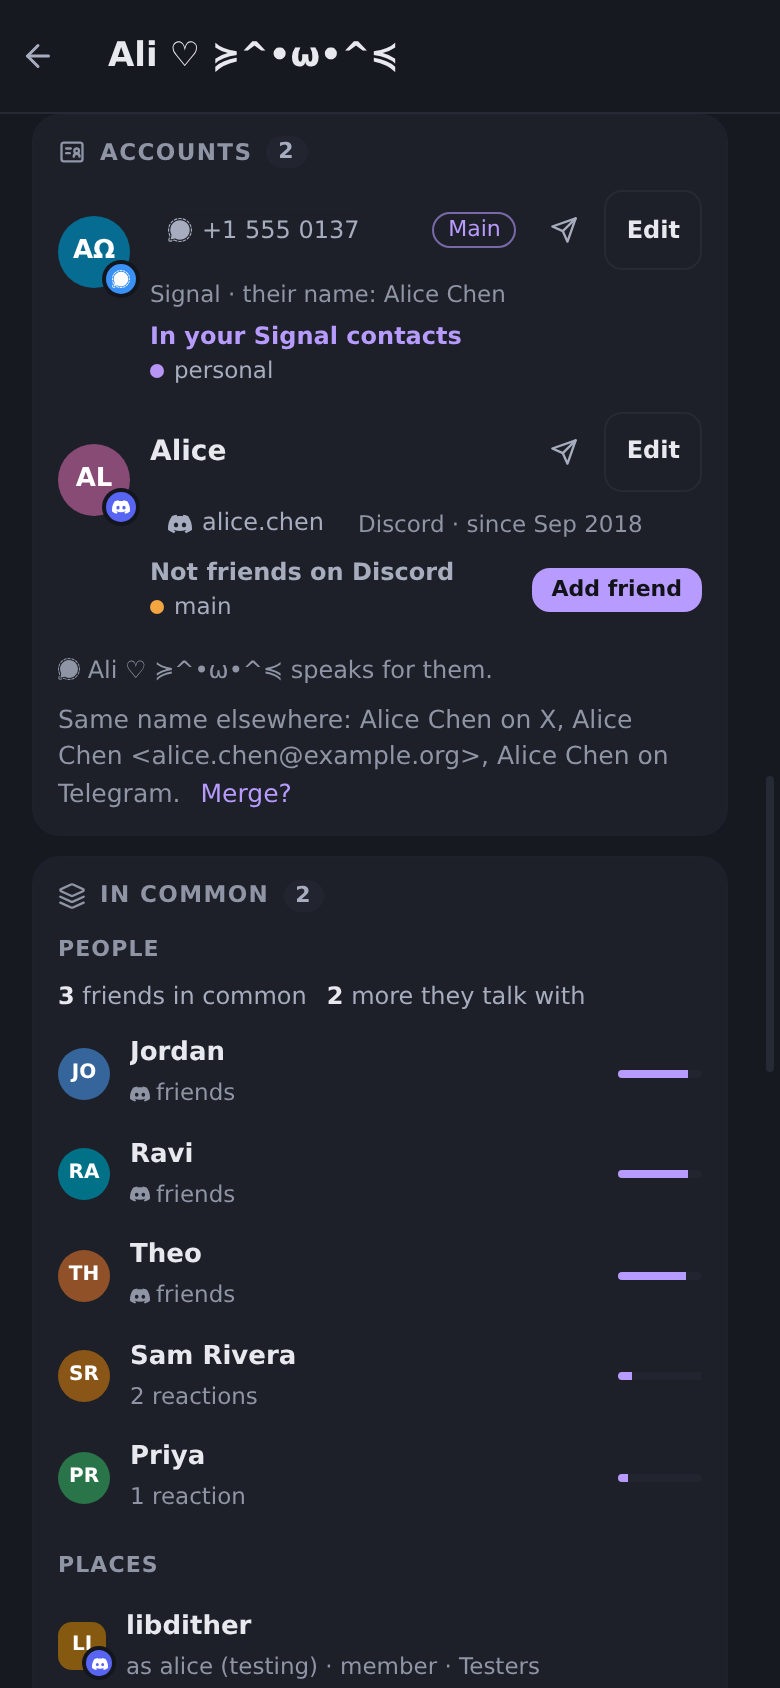 Ali ♡ ≽^•ω•^≼
ACCOUNTS 2
AΩ
+1 555 0137 Main Edit
Signal · their name: Alice Chen
In your Signal contacts
personal
AL
Alice Edit
alice.chen Discord · since Sep 2018
Not friends on Discord Add friend
main
Ali ♡ ≽^•ω•^≼ speaks for them.
Same name elsewhere: Alice Chen on X, Alice
Chen <alice.chen@example.org>, Alice Chen on
Telegram. Merge?
IN COMMON 2
PEOPLE
3 friends in common 2 more they talk with
JO
Jordan
friends
RA
Ravi
friends
TH
Theo
friends
SR
Sam Rivera
2 reactions
PR
Priya
1 reaction
PLACES
LI
libdither
as alice (testing) · member · Testers